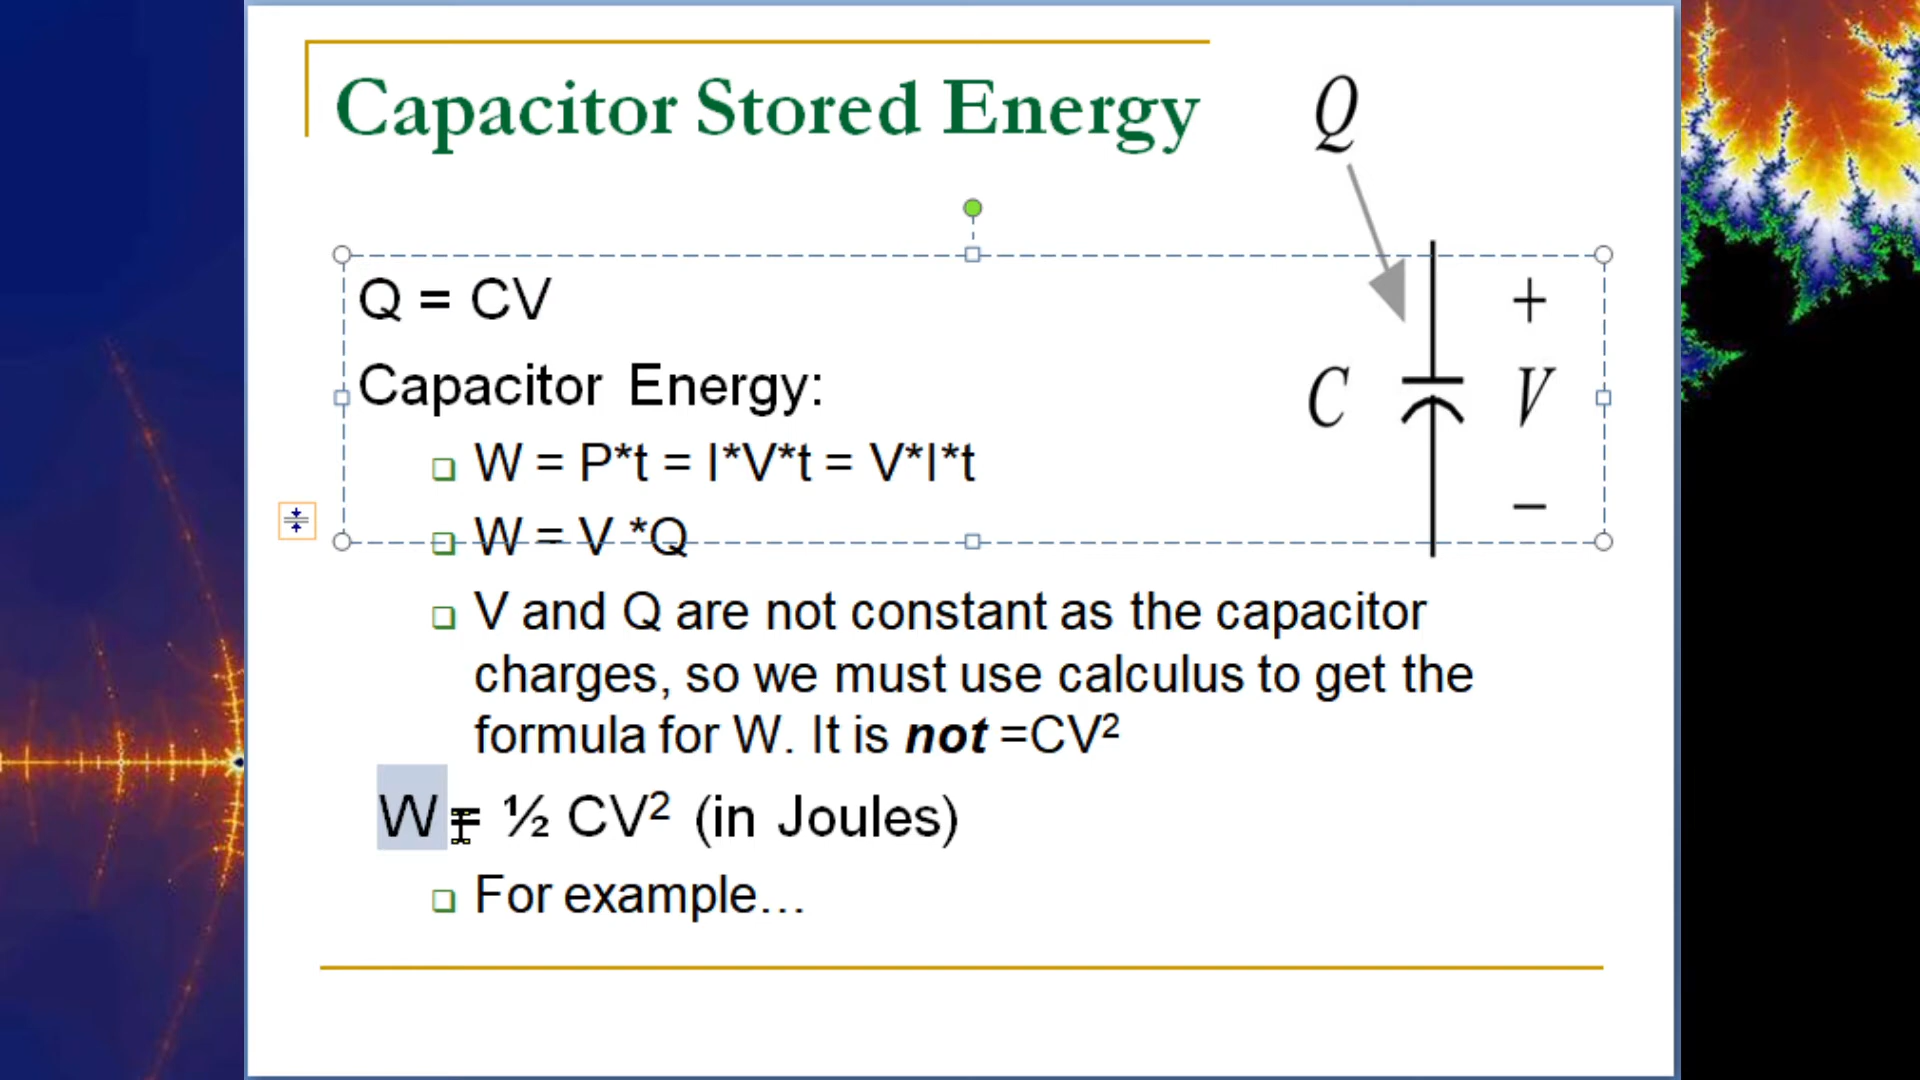 Capacitor Stored Energy
Q
Q = CV
+
Capacitor Energy:
C
V
W = P*t = I*V*t = V*I*t
–
W = V *Q
V and Q are not constant as the capacitor
charges, so we must use calculus to get the
formula for W. It is not =CV²
W = ½ CV² (in Joules)
For example…